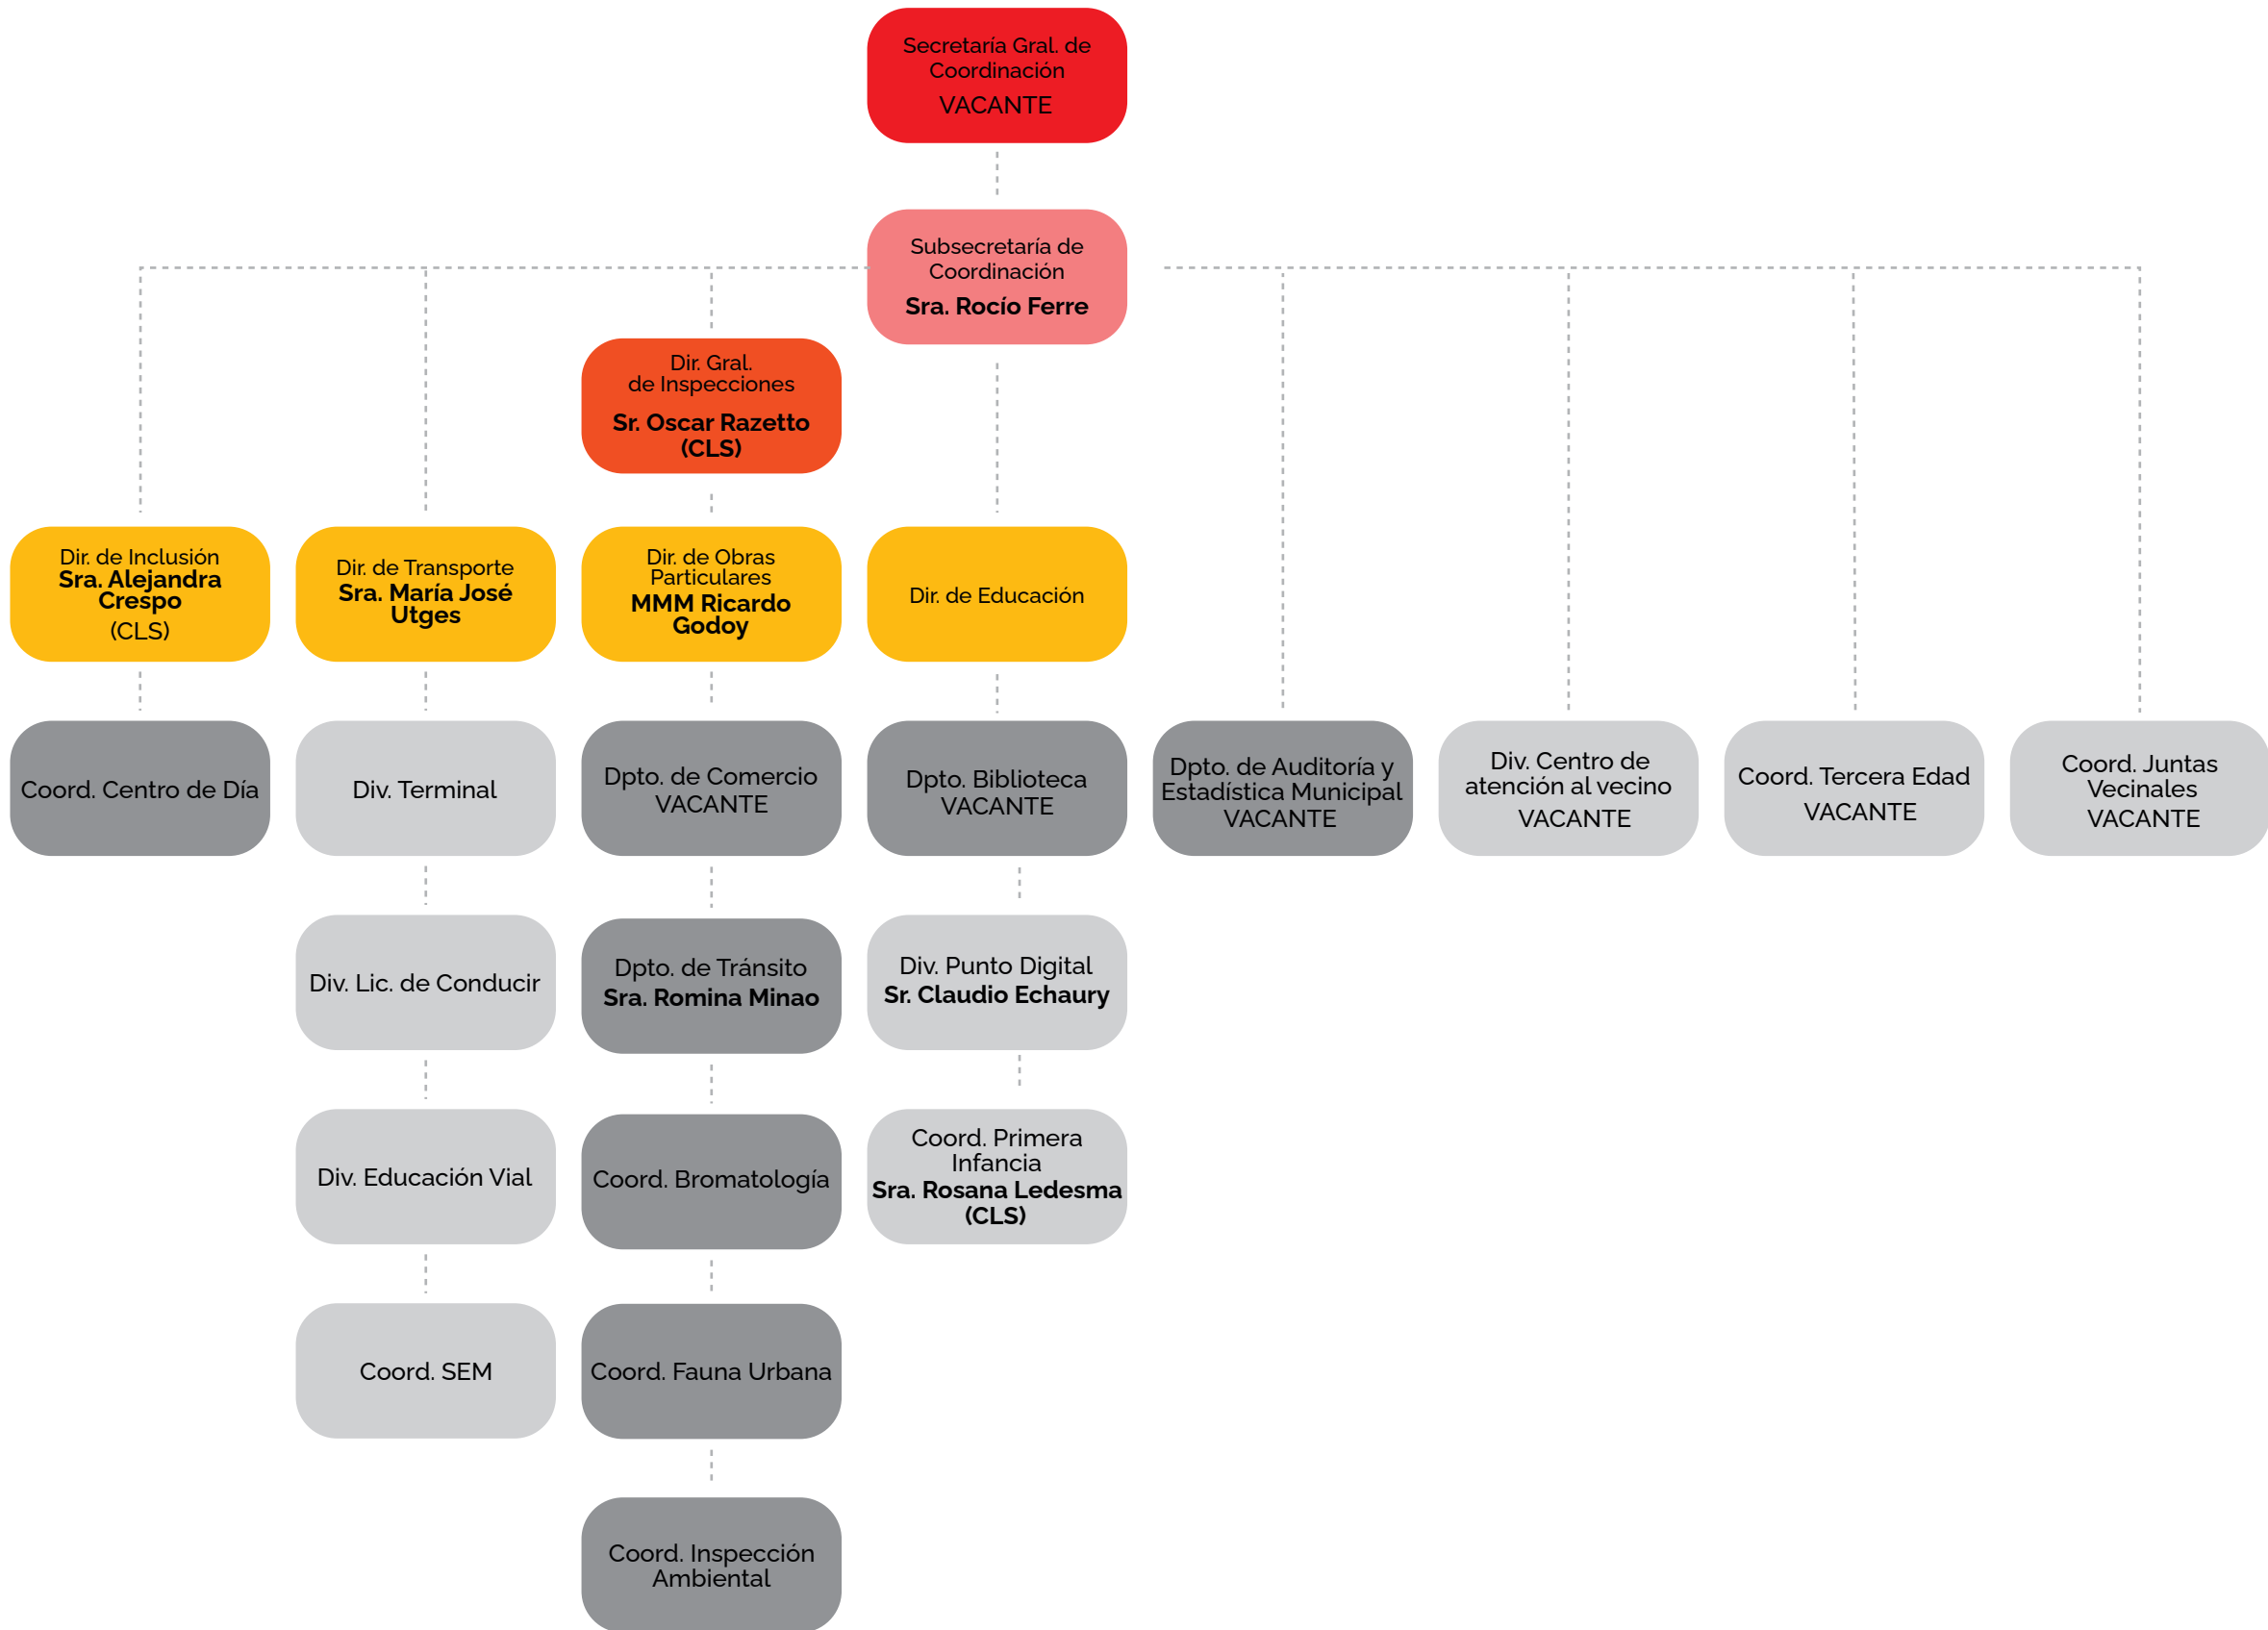 Secretaría Gral. de
Coordinación
VACANTE
Subsecretaría de
Coordinación
Sra. Rocío Ferre
Dir. Gral.
de Inspecciones
Sr. Oscar Razetto
(CLS)
Dir. de Inclusión
Sra. Alejandra
Crespo
(CLS)
Dir. de Transporte
Sra. María José
Utges
Dir. de Obras
Particulares
MMM Ricardo
Godoy
Dir. de Educación
Coord. Centro de Día
Div. Terminal
Dpto. de Comercio
VACANTE
Dpto. Biblioteca
VACANTE
Dpto. de Auditoría y
Estadística Municipal
VACANTE
Div. Centro de
atención al vecino
VACANTE
Coord. Tercera Edad
VACANTE
Coord. Juntas
Vecinales
VACANTE
Div. Lic. de Conducir
Dpto. de Tránsito
Sra. Romina Minao
Div. Punto Digital
Sr. Claudio Echaury
Div. Educación Vial
Coord. Bromatología
Coord. Primera
Infancia
Sra. Rosana Ledesma
(CLS)
Coord. SEM
Coord. Fauna Urbana
Coord. Inspección
Ambiental